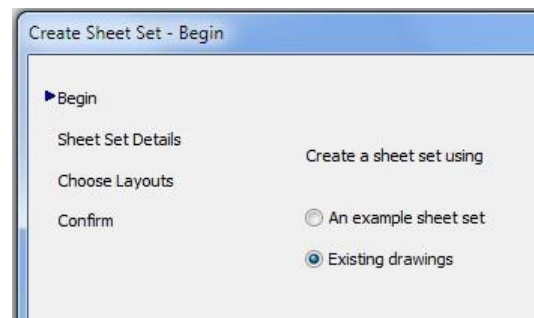 Create Sheet Set - Begin
Begin
Sheet Set Details
Choose Layouts
Confirm
Create a sheet set using
An example sheet set
Existing drawings